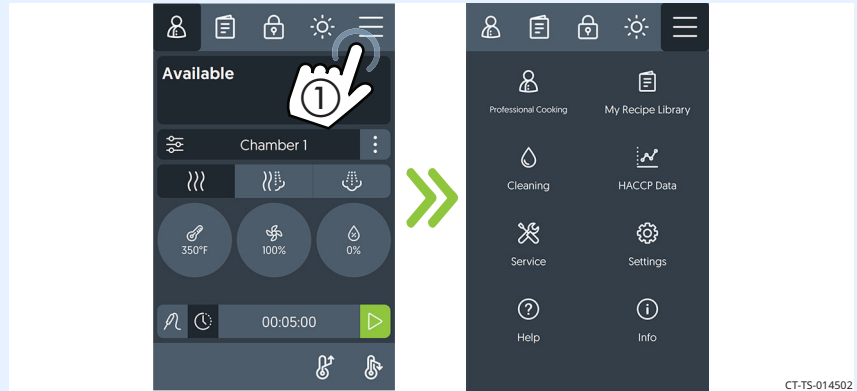 Available
1
Chamber 1
350°F
100%
0%
00:05:00
Professional Cooking
My Recipe Library
Cleaning
HACCP Data
Service
Settings
Help
Info
CT-TS-014502